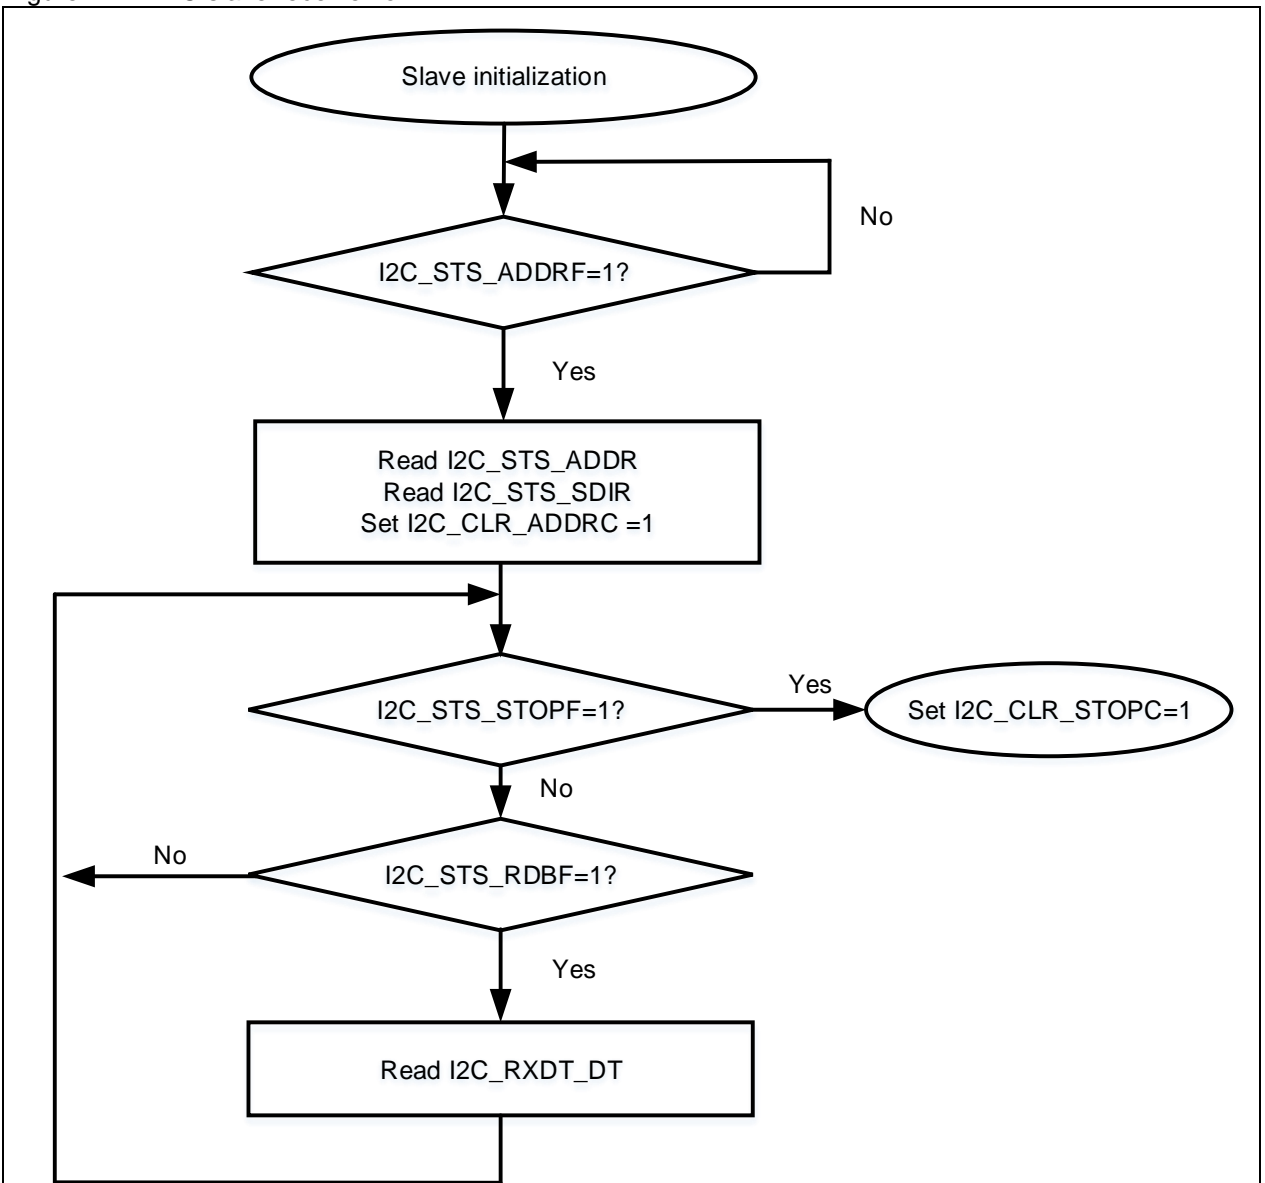 Slave initialization
No
I2C_STS_ADDRF=1?
Yes
Read I2C_STS_ADDR
Read I2C_STS_SDIR
Set I2C_CLR_ADDRC =1
Yes
I2C_STS_STOPF=1?
Set I2C_CLR_STOPC=1
No
No
I2C_STS_RDBF=1?
Yes
Read I2C_RXDT_DT